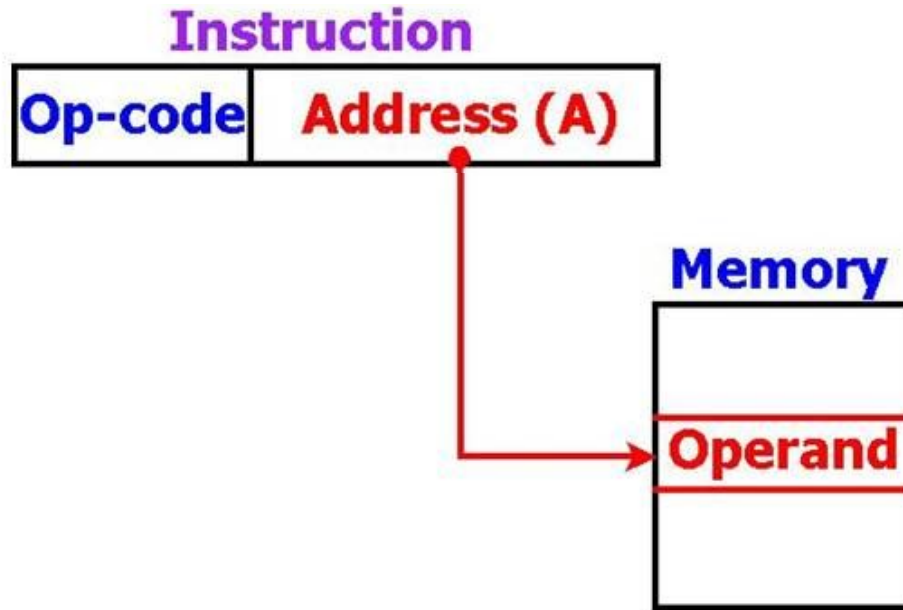 Instruction
Op-code Address (A)
Memory
Operand